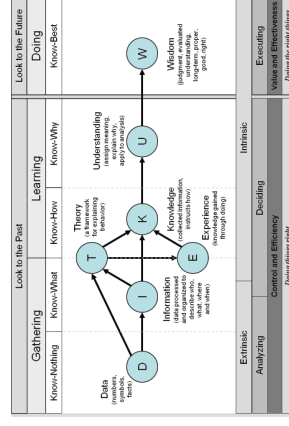 Look to the Past
Look to the Future
Gathering
Learning
Doing
Know-Nothing
Know-What
Know-How
Know-Why
Know-Best
Data
(numbers,
symbols,
facts)
D
Information
(data processed
and organized to
describe who,
what, where
and when)
I
Theory
(a framework
for explaining
behavior)
T
Knowledge
(collected information,
instructs how)
K
Experience
(knowledge gained
through doing)
E
Understanding
(assign meaning,
explain why,
apply to analysis)
U
Wisdom
(judgment, evaluated
understanding,
long-term, proper,
good, right)
W
Extrinsic
Intrinsic
Analyzing
Deciding
Executing
Control and Efficiency
Value and Effectiveness
Doing things right
Doing the right things